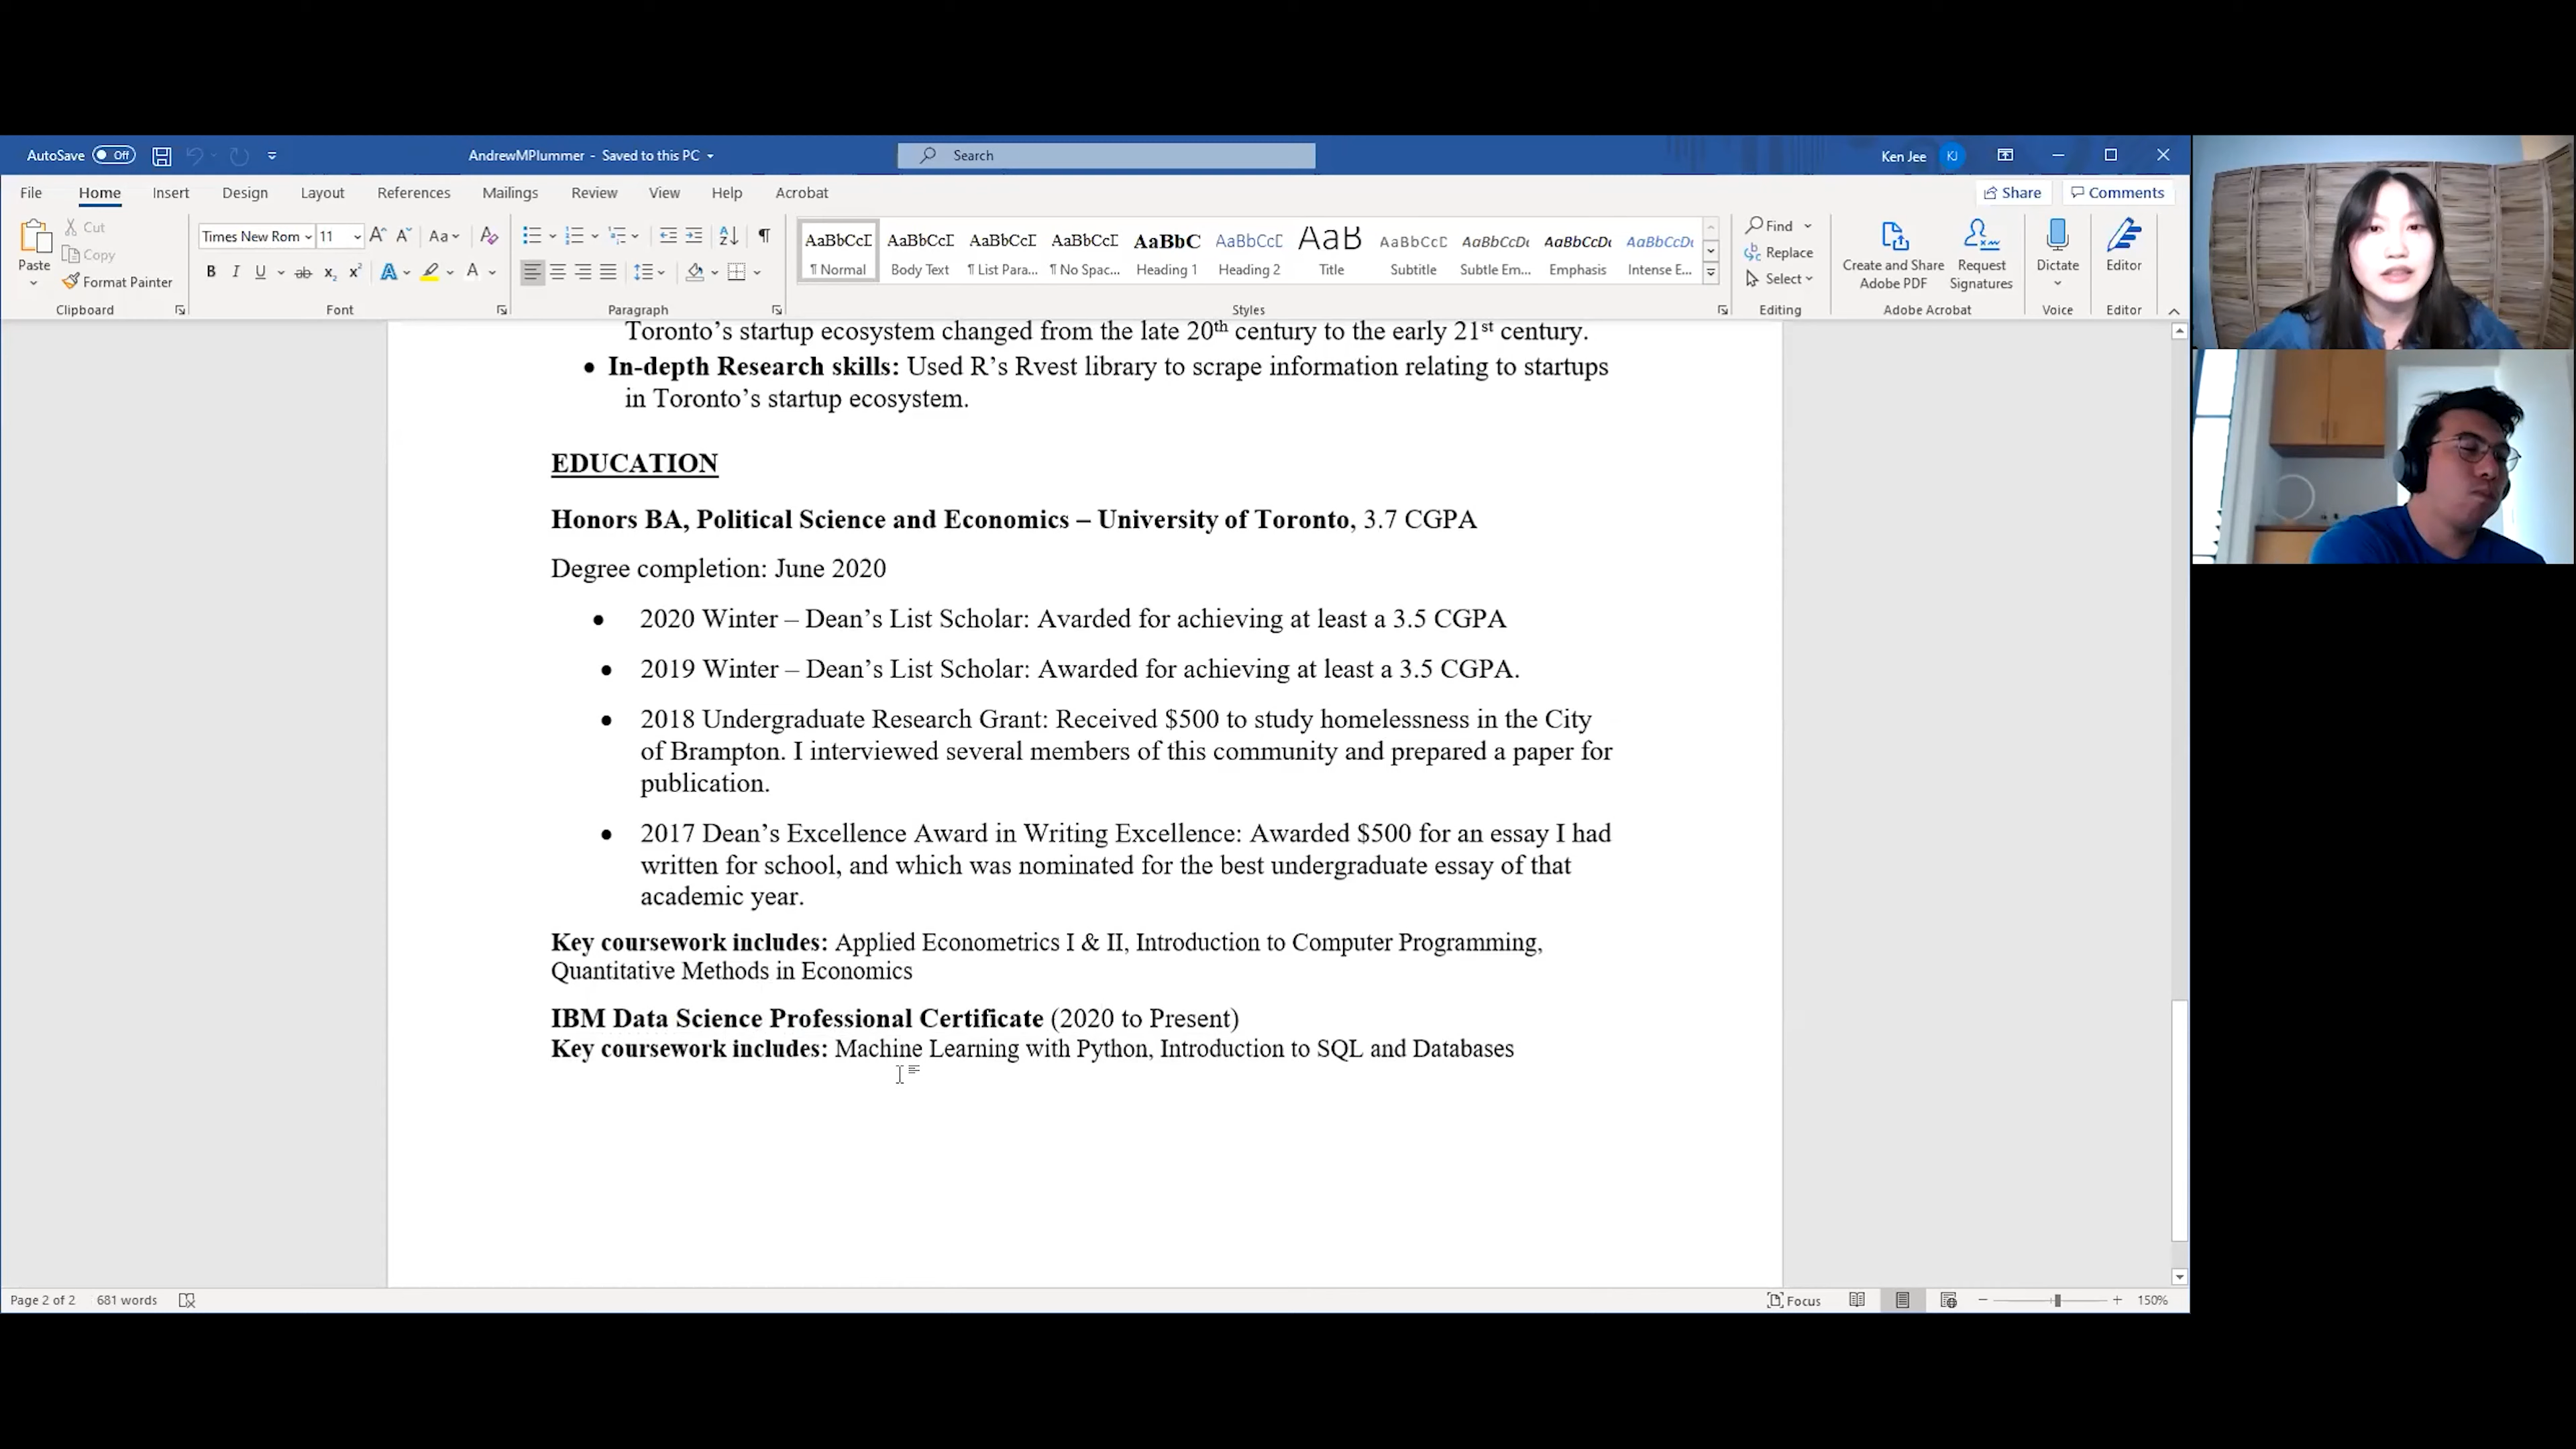 AutoSave Off AndrewMPlummer - Saved to this PC Search Ken Jee KJ
File Home Insert Design Layout References Mailings Review View Help Acrobat Share Comments
Paste Cut Copy Format Painter Clipboard
Times New Rom 11 Font
Paragraph
AaBbCcD AaBbCcD AaBbCcD AaBbCcD AaBbC AaBbCcD AaB AaBbCcD AaBbCcDc AaBbCcDc AaBbCcDc
¶ Normal Body Text ¶ List Para... ¶ No Spac... Heading 1 Heading 2 Title Subtitle Subtle Em... Emphasis Intense E...
Styles
Find Replace Select Editing
Create and Share Adobe PDF Request Signatures Adobe Acrobat
Dictate Voice
Editor Editor
Toronto’s startup ecosystem changed from the late 20th century to the early 21st century.
• In-depth Research skills: Used R’s Rvest library to scrape information relating to startups
in Toronto’s startup ecosystem.
EDUCATION
Honors BA, Political Science and Economics – University of Toronto, 3.7 CGPA
Degree completion: June 2020
• 2020 Winter – Dean’s List Scholar: Avarded for achieving at least a 3.5 CGPA
• 2019 Winter – Dean’s List Scholar: Awarded for achieving at least a 3.5 CGPA.
• 2018 Undergraduate Research Grant: Received $500 to study homelessness in the City
of Brampton. I interviewed several members of this community and prepared a paper for
publication.
• 2017 Dean’s Excellence Award in Writing Excellence: Awarded $500 for an essay I had
written for school, and which was nominated for the best undergraduate essay of that
academic year.
Key coursework includes: Applied Econometrics I & II, Introduction to Computer Programming,
Quantitative Methods in Economics
IBM Data Science Professional Certificate (2020 to Present)
Key coursework includes: Machine Learning with Python, Introduction to SQL and Databases
Page 2 of 2 681 words Focus 150%